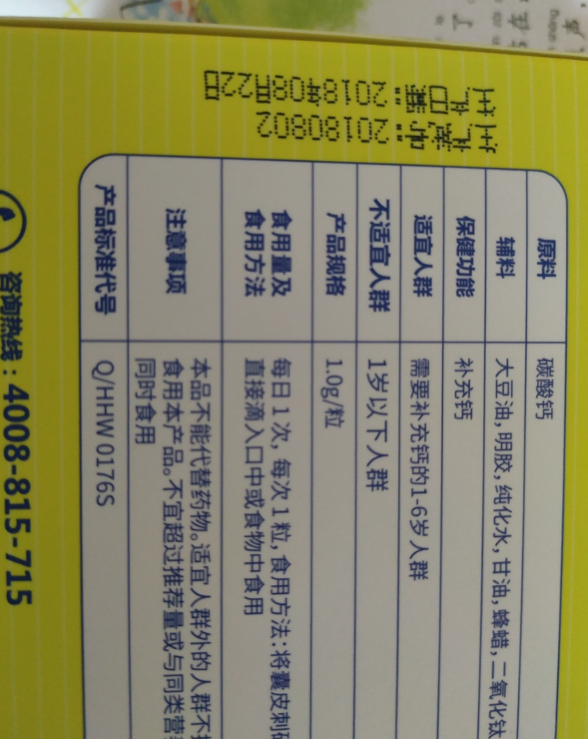 生产批号:20180802
生产日期:2018年08月22日
原料 碳酸钙
辅料 大豆油,明胶,纯化水,甘油,蜂蜡,二氧化钛
保健功能 补充钙
适宜人群 需要补充钙的1-6岁人群
不适宜人群 1岁以下人群
产品规格 1.0g/粒
食用量及
食用方法
每日1次,每次1粒,食用方法:将囊皮刺破
直接滴入口中或食物中食用
注意事项
本品不能代替药物。适宜人群外的人群不
食用本产品。不宜超过推荐量或与同类营
同时食用
产品标准代号 Q/HHW0176S
咨询热线:4008-815-715